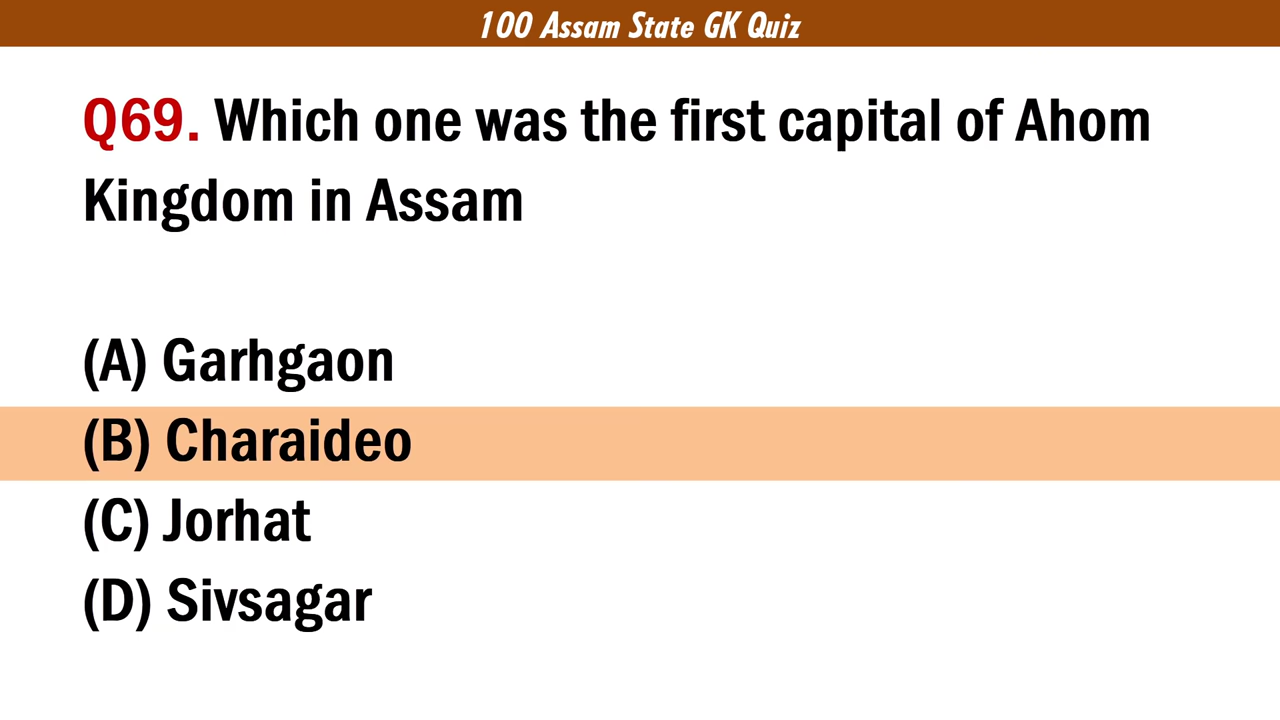 100 Assam State GK Quiz
Q69. Which one was the first capital of Ahom
Kingdom in Assam
(A) Garhgaon
(B) Charaideo
(C) Jorhat
(D) Sivsagar